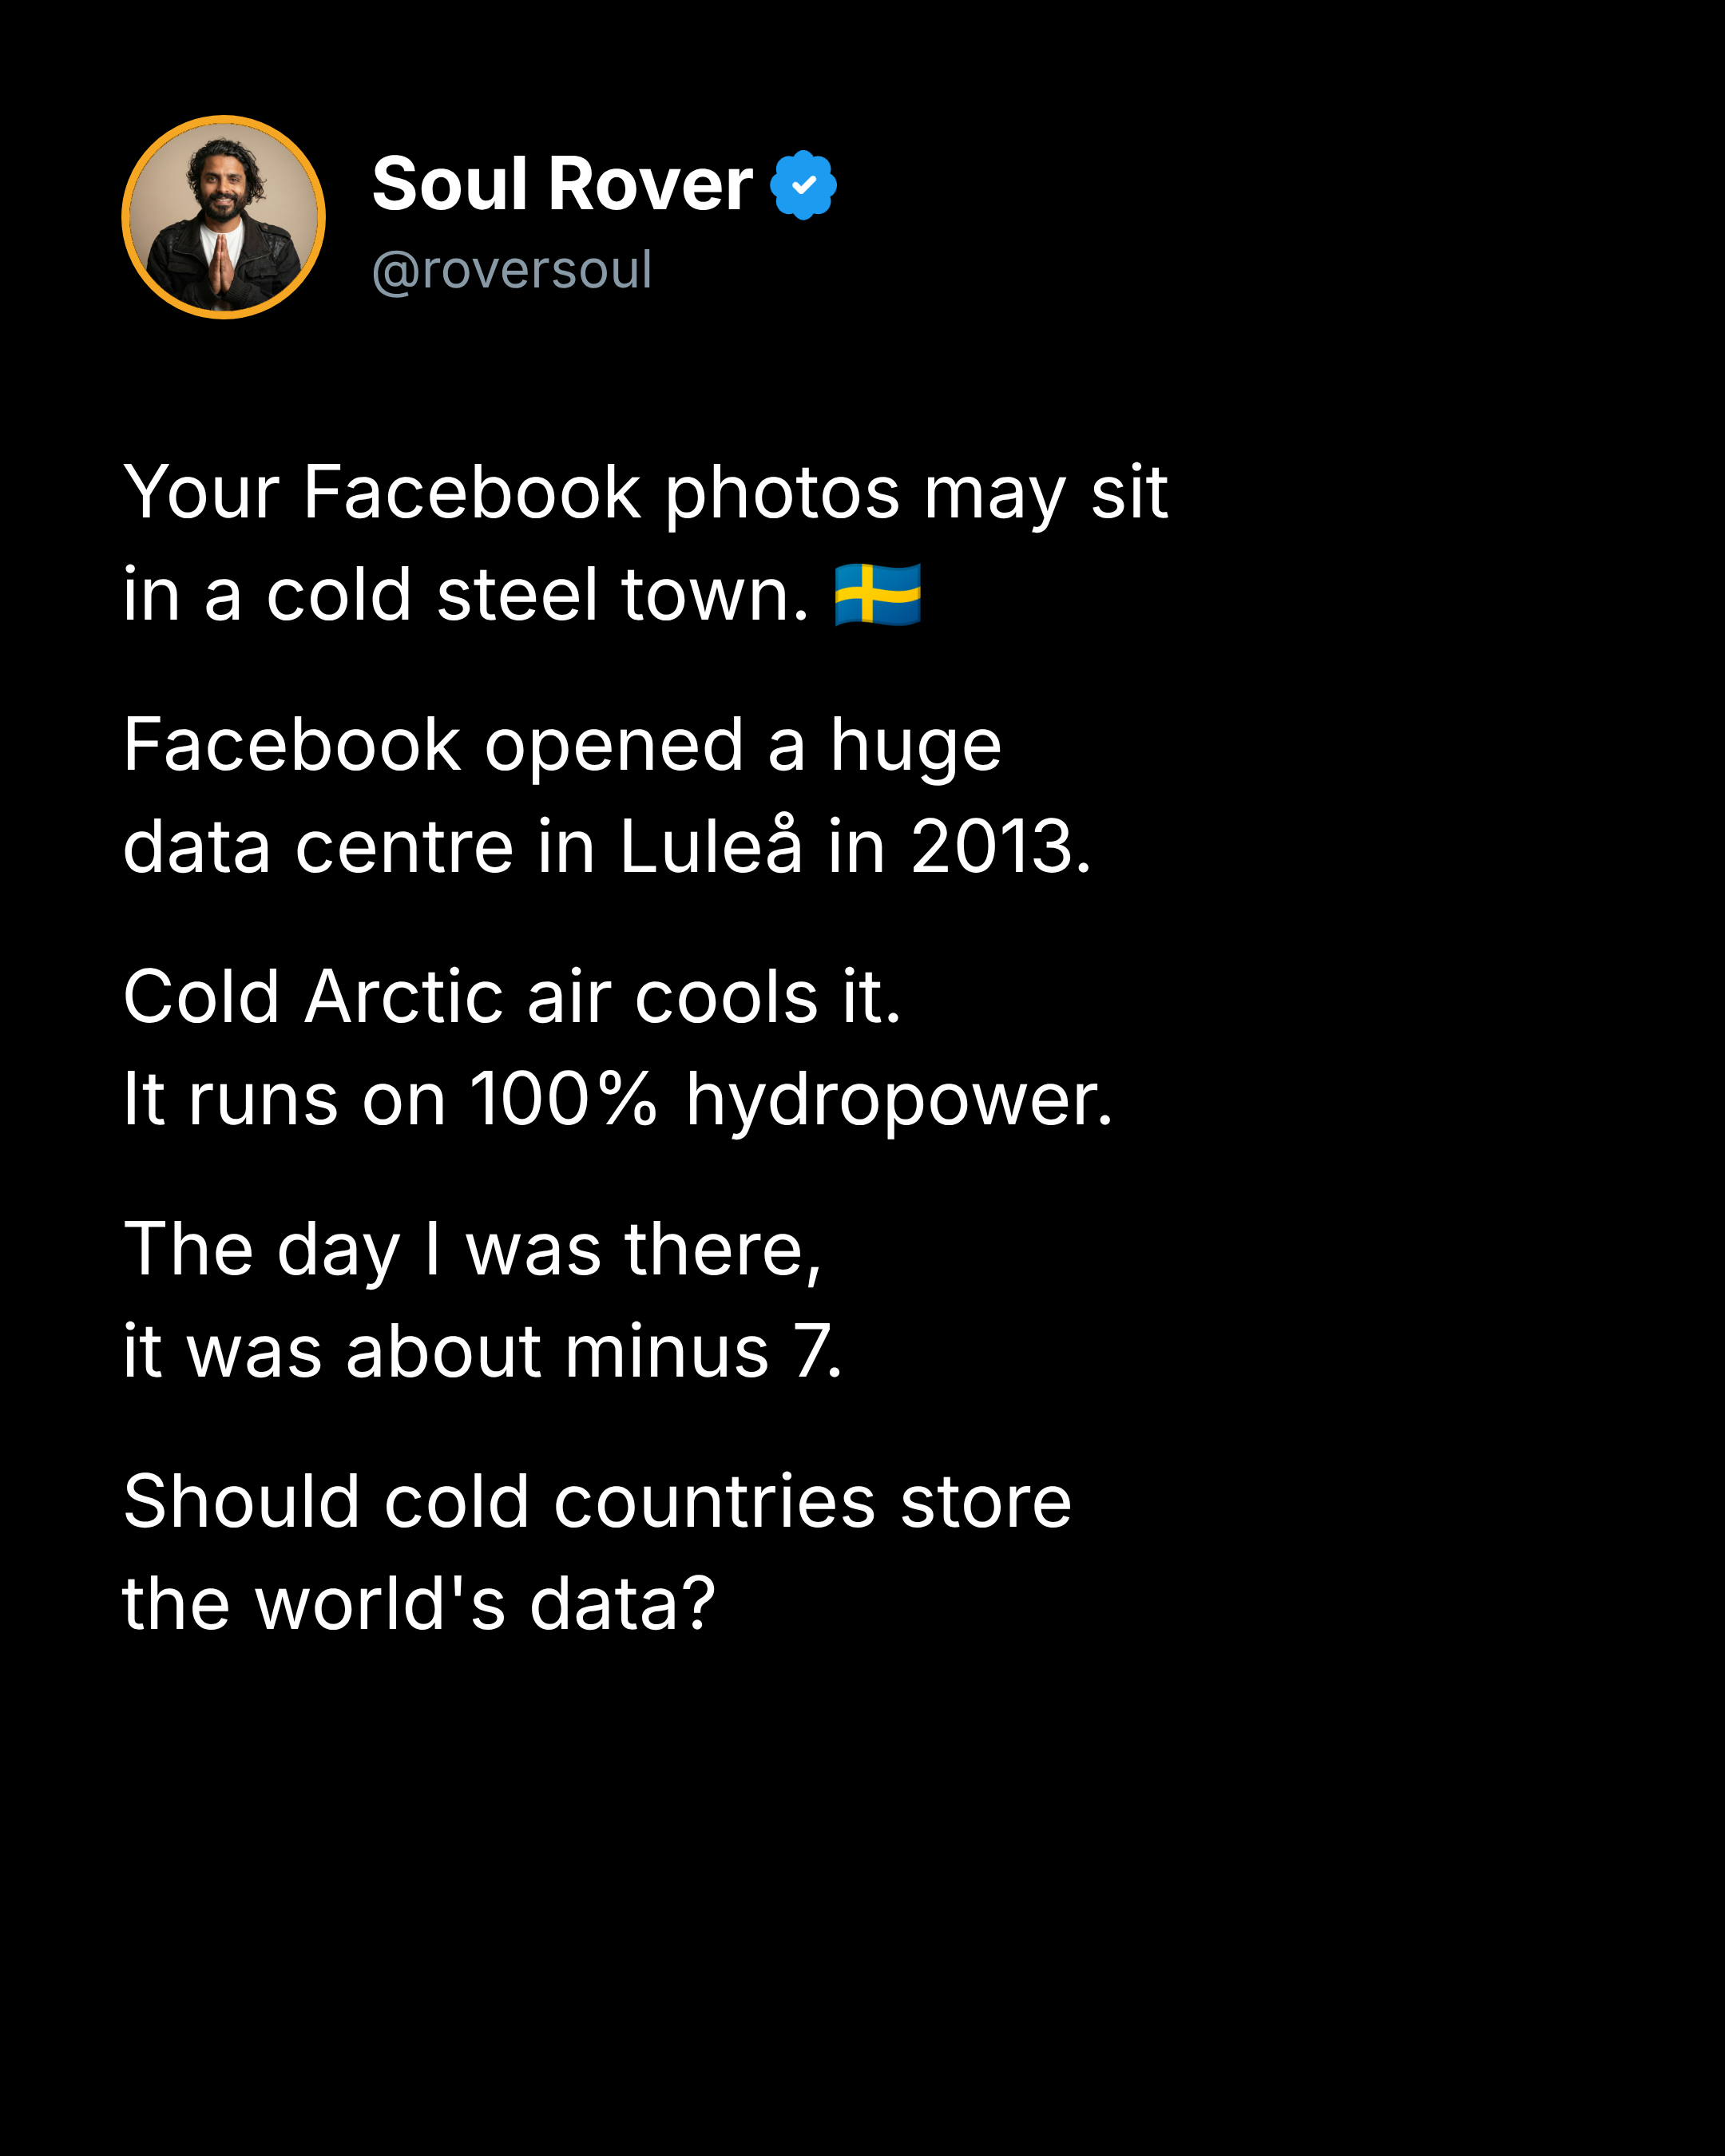 Soul Rover
@roversoul
Your Facebook photos may sit
in a cold steel town. 🇸🇪
Facebook opened a huge
data centre in Luleå in 2013.
Cold Arctic air cools it.
It runs on 100% hydropower.
The day I was there,
it was about minus 7.
Should cold countries store
the world's data?